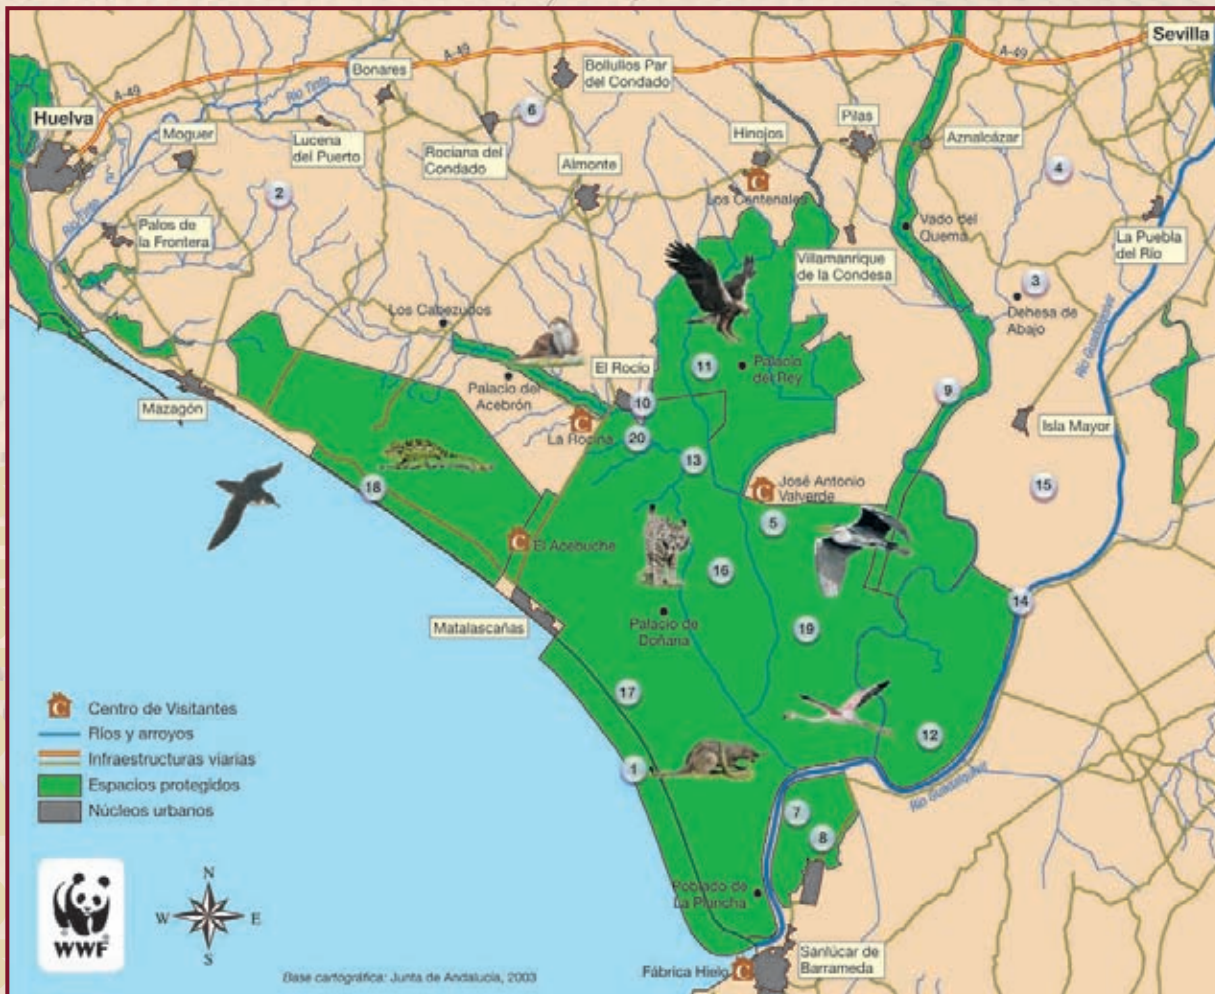 Sevilla
A-49
A-49
A-49
Bollullos Par
del Condado
Bonares
Río Tinto
6
Huelva
Moguer
Lucena
del Puerto
Rociana del
Condado
Hinojos
Pilas
Aznalcázar
Almonte
4
2
Los Centenales
Río Tinto
Palos de
la Frontera
Vado del
Quema
La Puebla
del Río
Villamanrique
de la Condesa
3
Dehesa de
Abajo
Los Cabezudos
Río Guadalquivir
El Rocío
11
Palacio
del Rey
Palacio del
Acebrón
9
Mazagón
10
La Rocina
20
Isla Mayor
13
18
José Antonio
Valverde
15
5
El Acebuche
16
14
Matalascañas
Palacio de
Doñana
19
17
12
1
Río Guadalquivir
7
8
Centro de Visitantes
Ríos y arroyos
Infraestructuras viarias
Espacios protegidos
Núcleos urbanos
N
W
E
S
WWF
Poblado de
La Plancha
Sanlúcar de
Barrameda
Fábrica Hielo
Base cartográfica: Junta de Andalucía, 2003
C
C
C
C
C
C